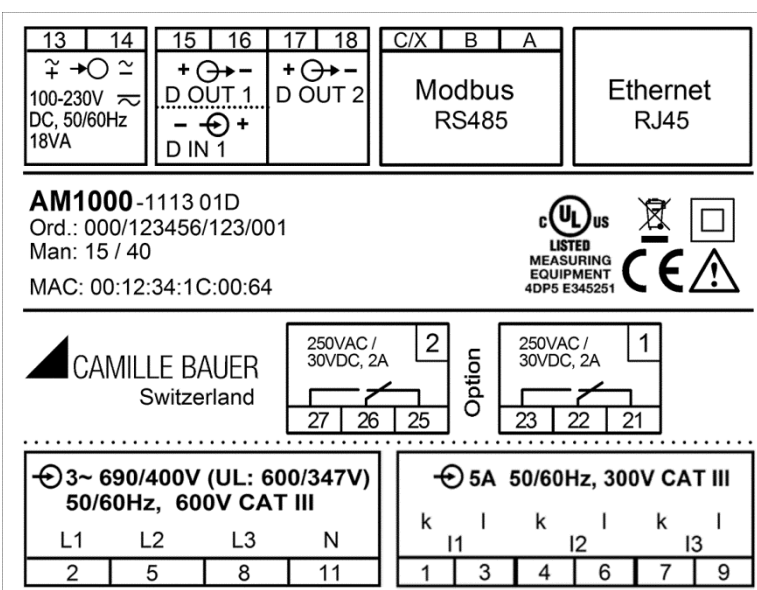 13 14 15 16 17 18 C/X B A
100-230V
DC, 50/60Hz
18VA
+ -
D OUT 1
- +
D IN 1
+ -
D OUT 2
Modbus
RS485
Ethernet
RJ45
AM1000-1113 01D
Ord.: 000/123456/123/001
Man: 15 / 40
MAC: 00:12:34:1C:00:64
C UL US
LISTED
MEASURING
EQUIPMENT
4DP5 E345251
CE
CAMILLE BAUER
Switzerland
250VAC /
30VDC, 2A
2
27 26 25
Option
250VAC /
30VDC, 2A
1
23 22 21
3~ 690/400V (UL: 600/347V)
50/60Hz, 600V CAT III
L1 L2 L3 N
2 5 8 11
5A 50/60Hz, 300V CAT III
k l k l k l
I1 I2 I3
1 3 4 6 7 9